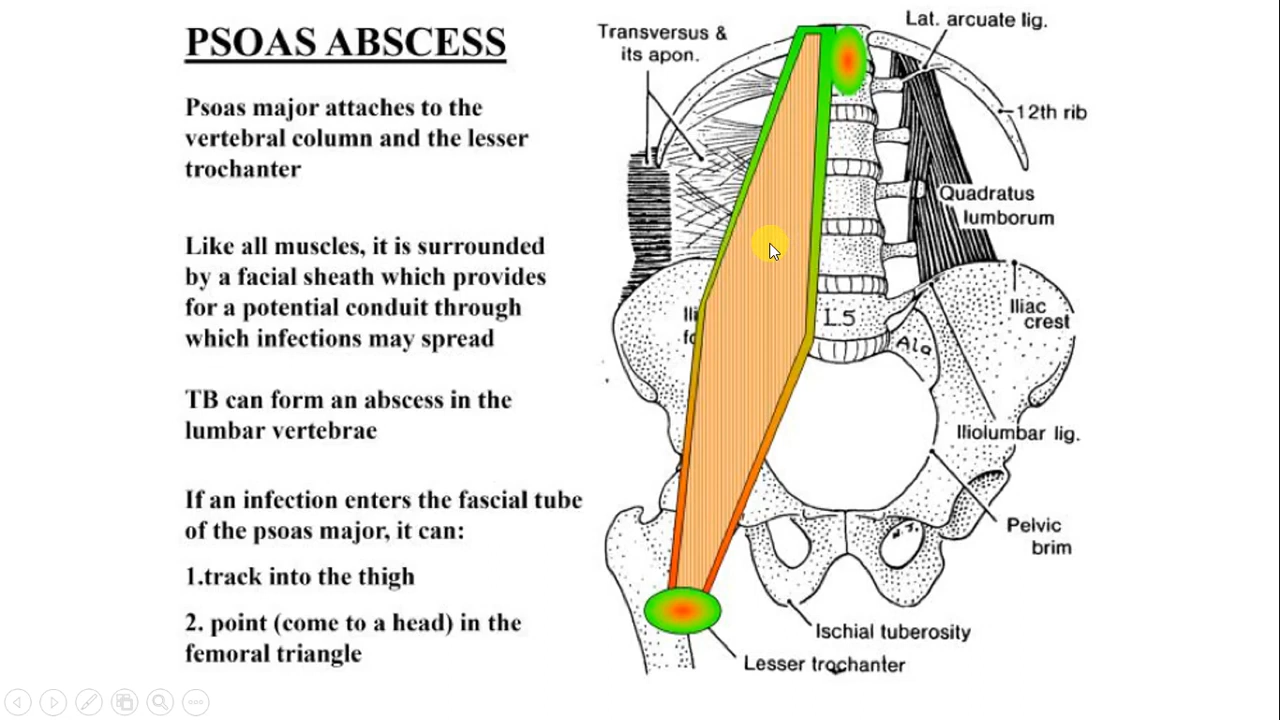 PSOAS ABSCESS
Psoas major attaches to the
vertebral column and the lesser
trochanter
Like all muscles, it is surrounded
by a facial sheath which provides
for a potential conduit through
which infections may spread
TB can form an abscess in the
lumbar vertebrae
If an infection enters the fascial tube
of the psoas major, it can:
1.track into the thigh
2. point (come to a head) in the
femoral triangle
Transversus &
its apon.
Lat. arcuate lig.
12th rib
Quadratus
lumborum
Iliac
crest
L5
Ala
Iliolumbar lig.
Pelvic
brim
Ischial tuberosity
Lesser trochanter